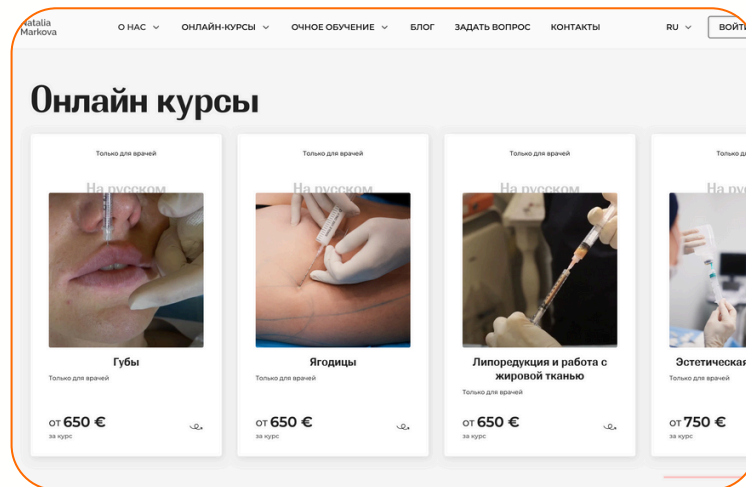 Natalia
Markova
О НАС
ОНЛАЙН-КУРСЫ
ОЧНОЕ ОБУЧЕНИЕ
БЛОГ
ЗАДАТЬ ВОПРОС
КОНТАКТЫ
RU
ВОЙТИ
Онлайн курсы
Только для врачей
На русском
Губы
Только для врачей
от 650 €
за курс
Только для врачей
На русском
Ягодицы
Только для врачей
от 650 €
за курс
Только для врачей
На русском
Липоредукция и работа с
жировой тканью
Только для врачей
от 650 €
за курс
Только
Эстетическая
Только для врачей
от 750 €
за курс